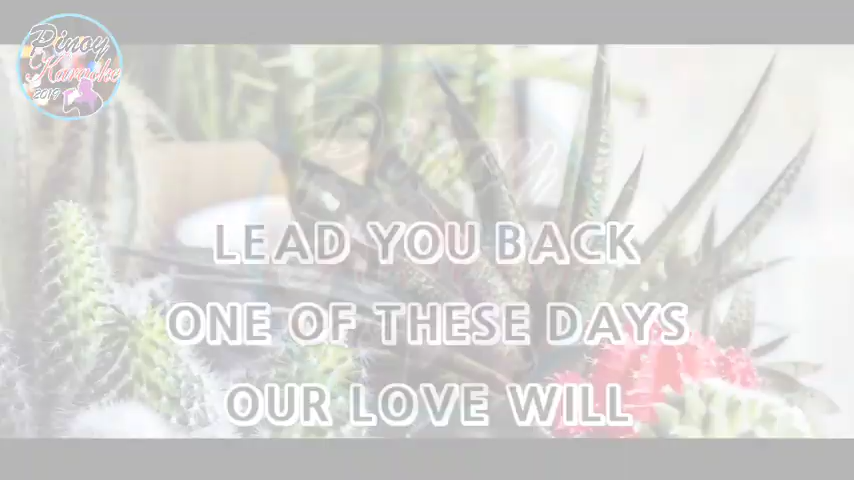 Pinoy
Karaoke
2019
LEAD YOU BACK
ONE OF THESE DAYS
OUR LOVE WILL